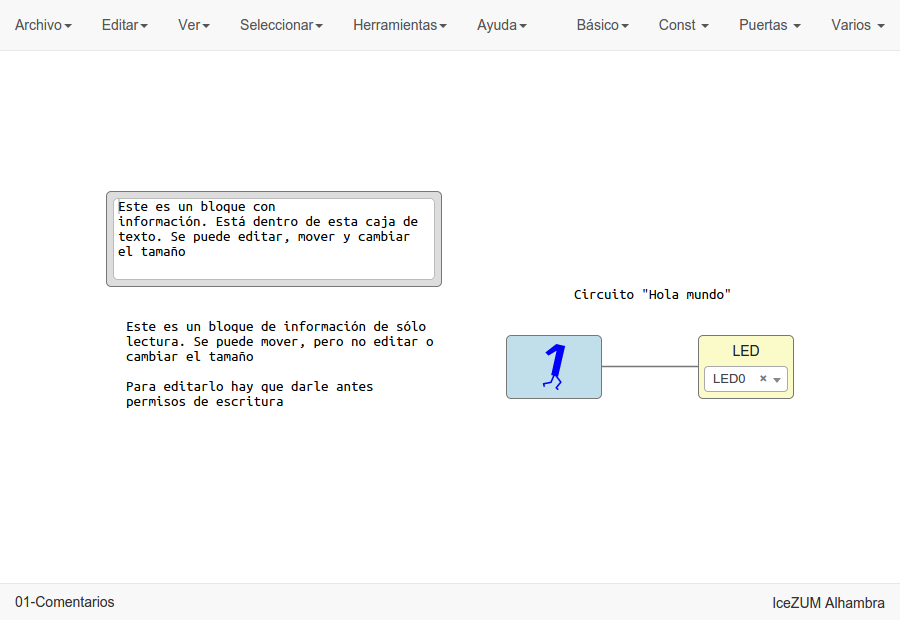 Archivo Editar Ver Seleccionar Herramientas Ayuda Básico Const Puertas Varios
Este es un bloque con
información. Está dentro de esta caja de
texto. Se puede editar, mover y cambiar
el tamaño
Este es un bloque de información de sólo
lectura. Se puede mover, pero no editar o
cambiar el tamaño
Para editarlo hay que darle antes
permisos de escritura
Circuito "Hola mundo"
1
LED
LED0 ×
01-Comentarios
IceZUM Alhambra